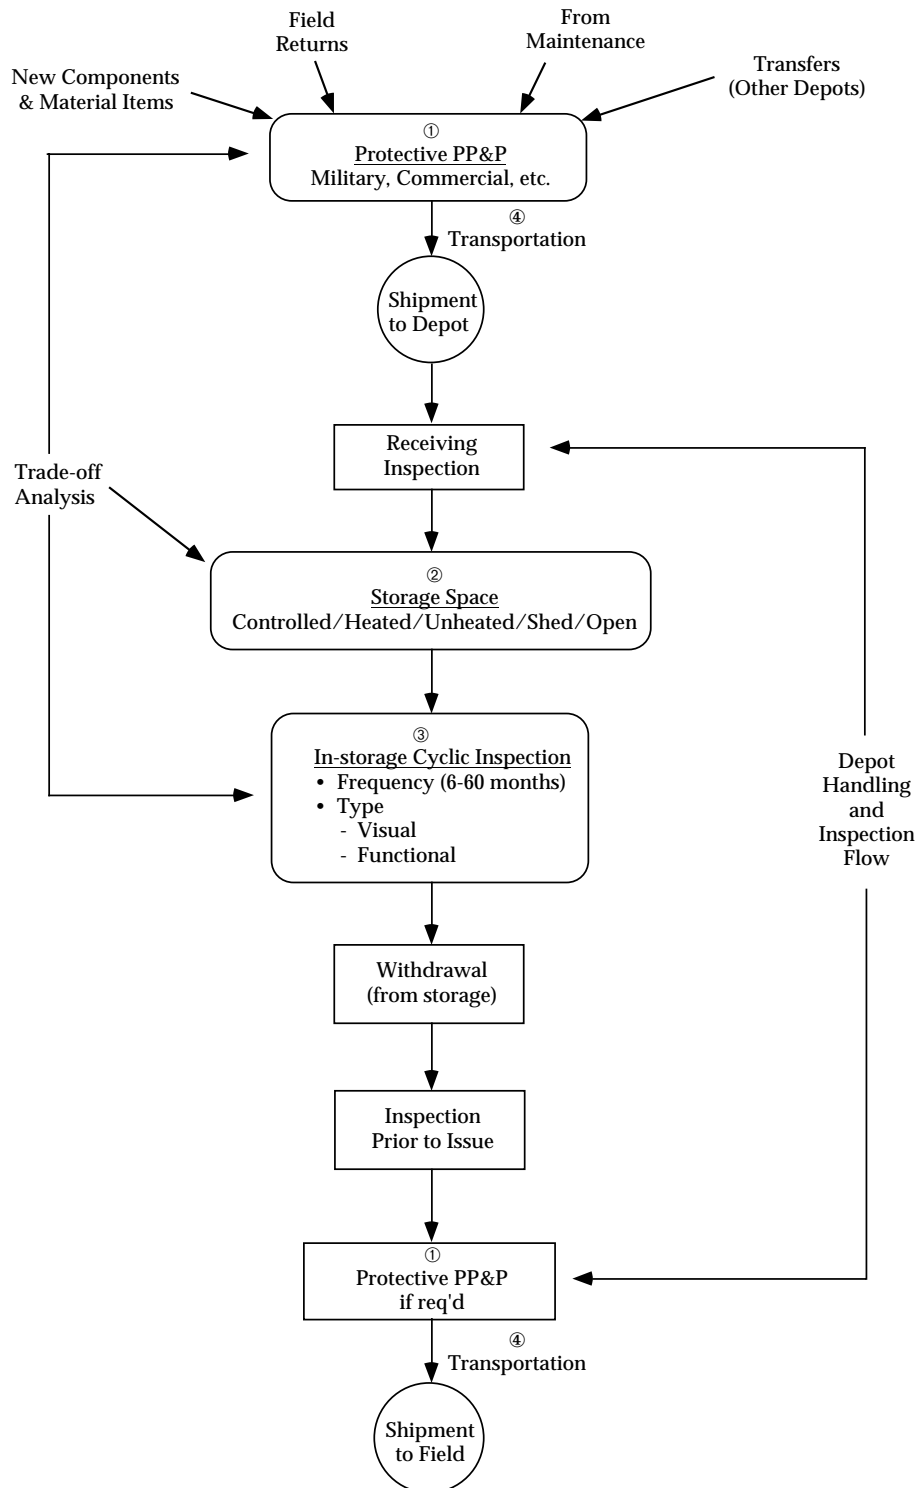 Field
Returns
From
Maintenance
New Components
& Material Items
Transfers
(Other Depots)
①
Protective PP&P
Military, Commercial, etc.
④
Transportation
Shipment
to Depot
Receiving
Inspection
Trade-off
Analysis
②
Storage Space
Controlled/Heated/Unheated/Shed/Open
③
In-storage Cyclic Inspection
• Frequency (6-60 months)
• Type
- Visual
- Functional
Depot
Handling
and
Inspection
Flow
Withdrawal
(from storage)
Inspection
Prior to Issue
①
Protective PP&P
if req'd
④
Transportation
Shipment
to Field